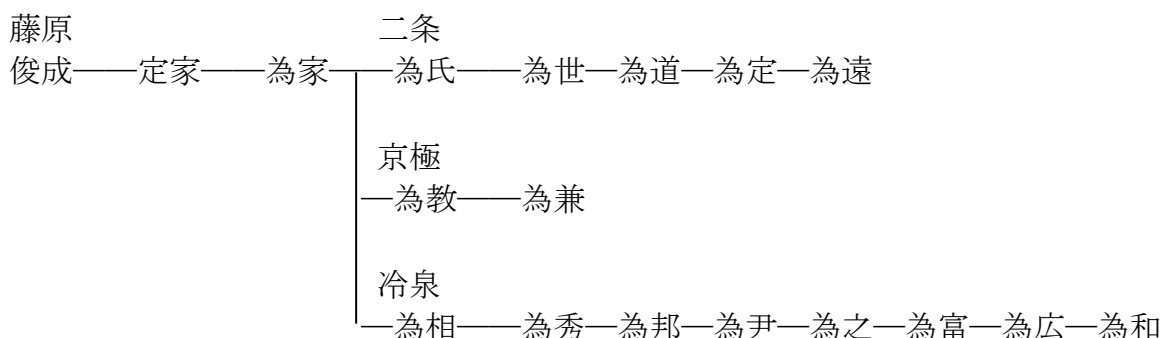 藤原 二条
俊成――定家――為家――為氏――為世―為道―為定―為遠
京極
―為教――為兼
冷泉
―為相――為秀―為邦―為尹―為之―為富―為広―為和